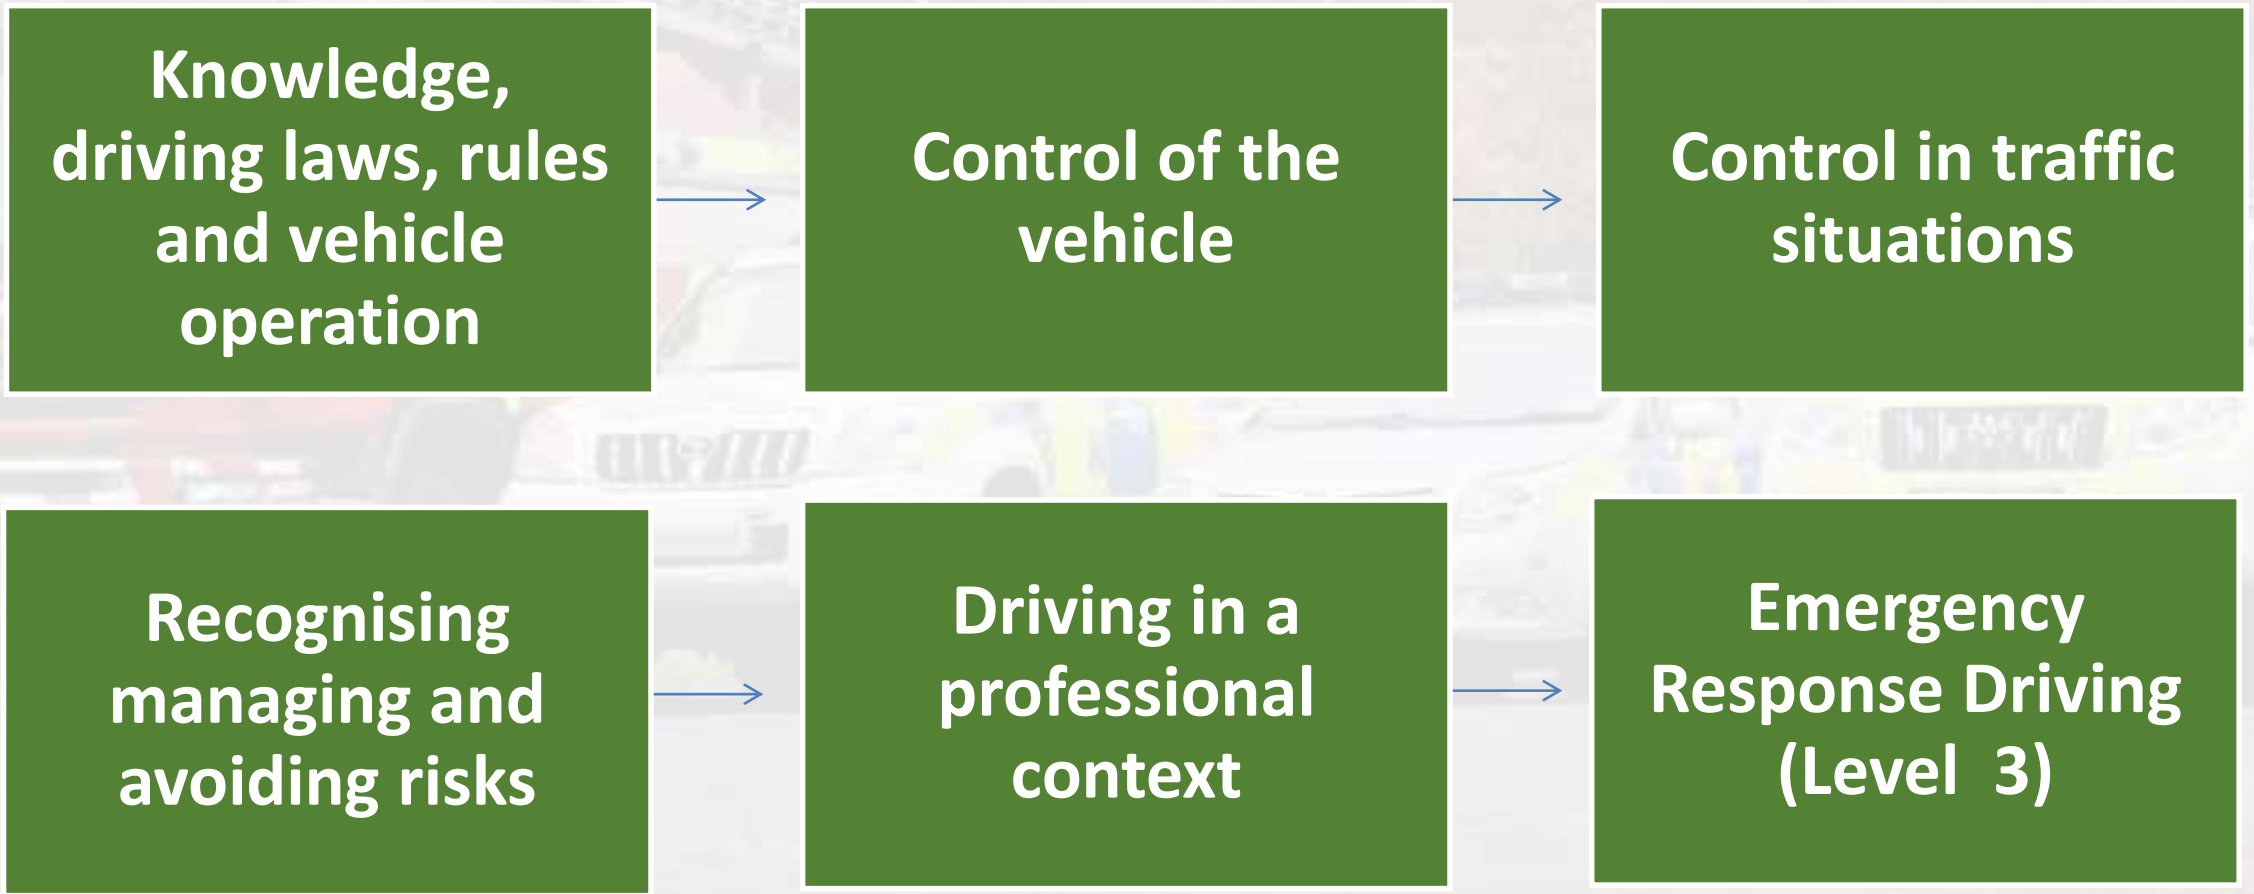 Knowledge,
driving laws, rules
and vehicle
operation
Control of the
vehicle
Control in traffic
situations
Recognising
managing and
avoiding risks
Driving in a
professional
context
Emergency
Response Driving
(Level  3)